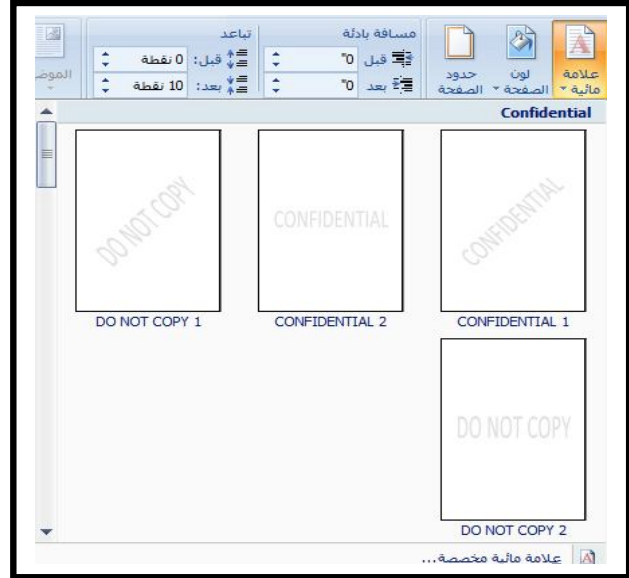 مسافة بادئة
تباعد
علامة مائية
لون الصفحة
حدود الصفحة
قبل 0"
بعد 0"
قبل: 0 نقطة
بعد: 10 نقطة
الموض
Confidential
CONFIDENTIAL
CONFIDENTIAL 1
CONFIDENTIAL
CONFIDENTIAL 2
DO NOT COPY
DO NOT COPY 1
DO NOT COPY
DO NOT COPY 2
علامة مائية مخصصة...